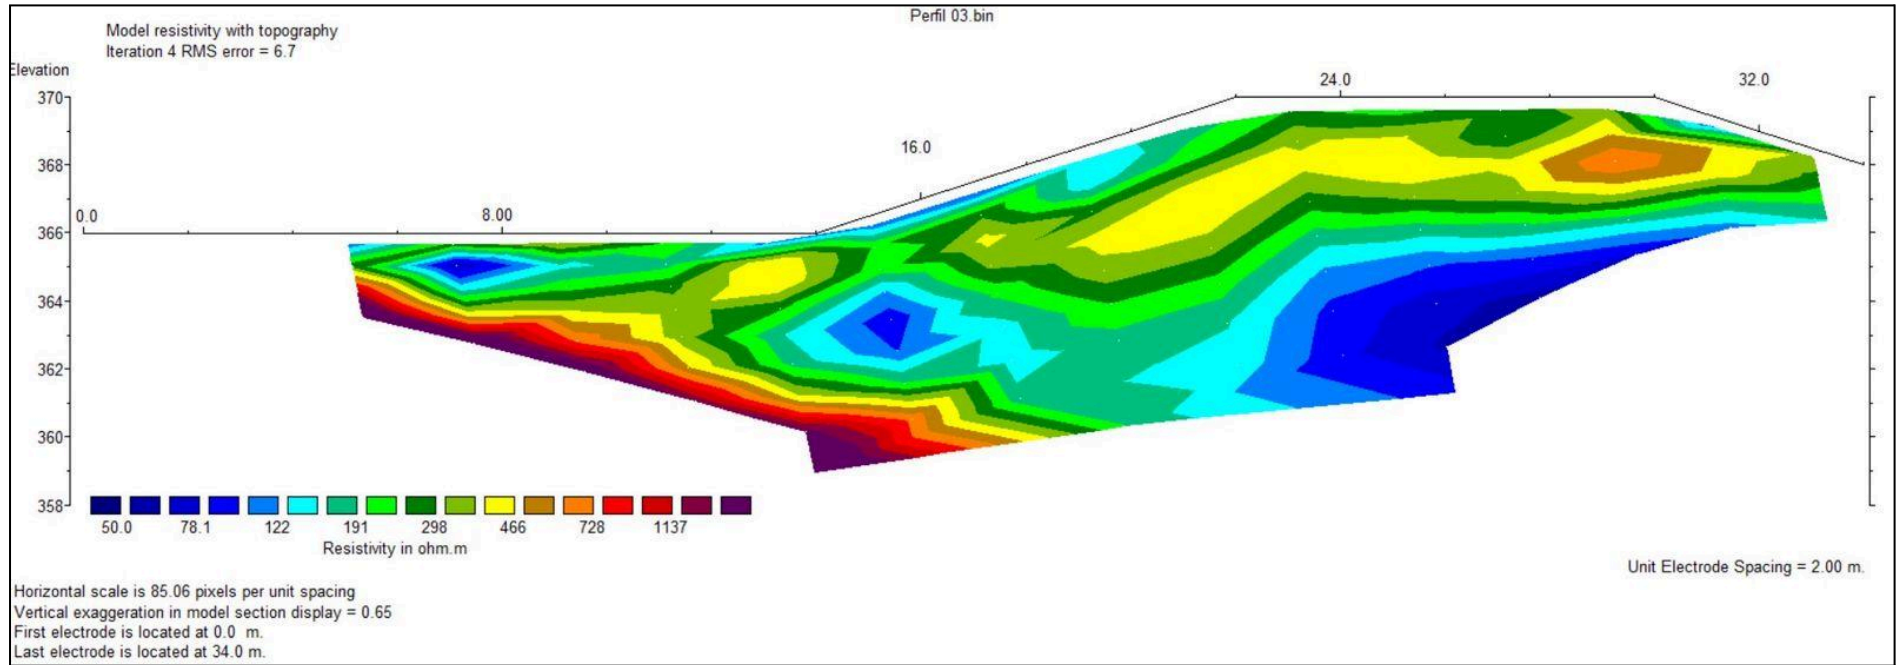 Perfil 03.bin
Model resistivity with topography
Iteration 4 RMS error = 6.7
Elevation
32.0
24.0
370
16.0
368
0.0
8.00
366
364
362
360
358
50.0 78.1 122 191 298 466 728 1137
Resistivity in ohm.m
Unit Electrode Spacing = 2.00 m.
Horizontal scale is 85.06 pixels per unit spacing
Vertical exaggeration in model section display = 0.65
First electrode is located at 0.0 m.
Last electrode is located at 34.0 m.